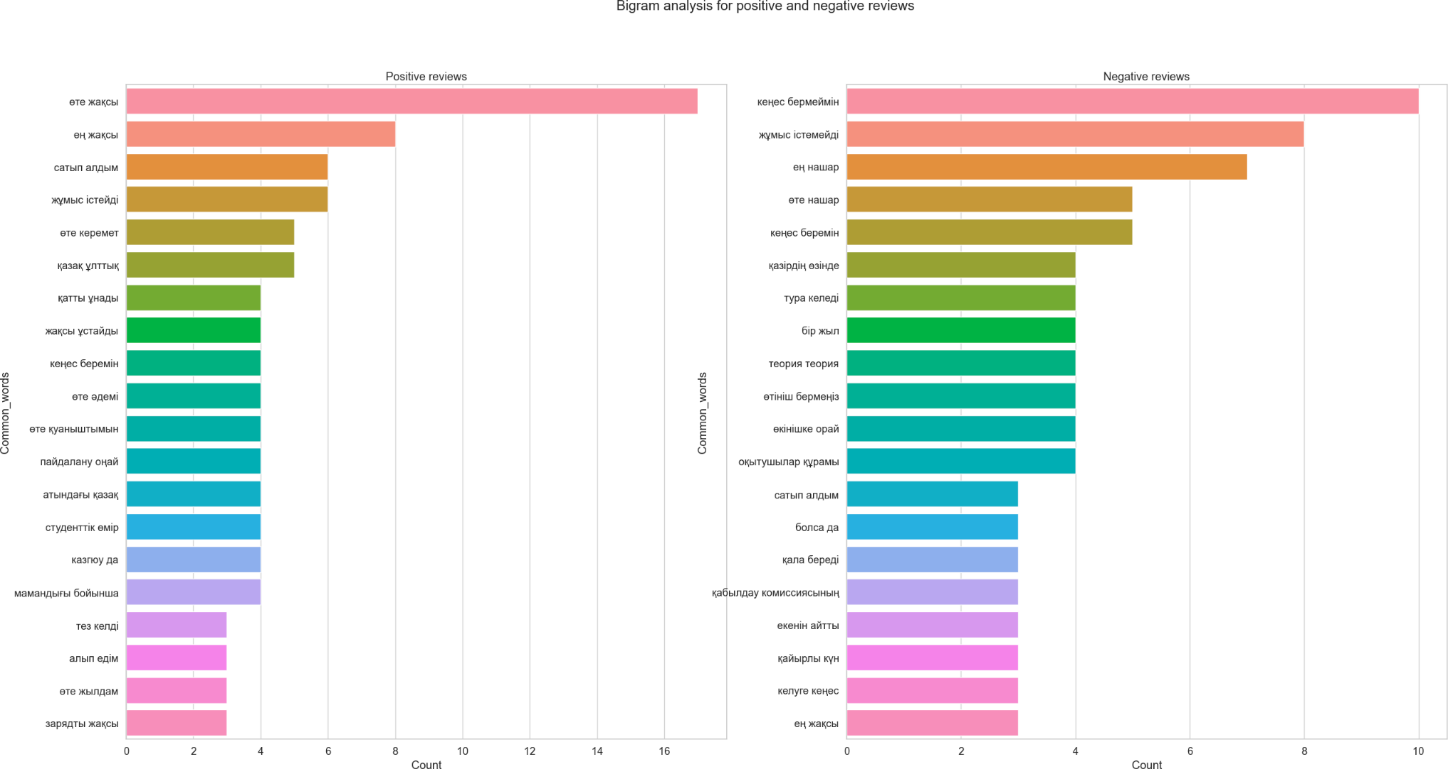 Bigram analysis for positive and negative reviews
Positive reviews
өте жақсы
ең жақсы
сатып алдым
жұмыс істейді
өте керемет
қазақ ұлттық
қатты ұнады
жақсы ұстайды
кеңес беремін
өте әдемі
өте қуаныштымын
пайдалану оңай
атындағы қазақ
студенттік өмір
казгюу да
мамандығы бойынша
тез келді
алып едім
өте жылдам
зарядты жақсы
Common_words
0 2 4 6 8 10 12 14 16
Count
Negative reviews
кеңес бермеймін
жұмыс істемейді
ең нашар
өте нашар
кеңес беремін
қазірдің өзінде
тура келеді
бір жыл
теория теория
өтініш бермеңіз
өкінішке орай
оқытушылар құрамы
сатып алдым
болса да
қала береді
қабылдау комиссиясының
екенін айтты
қайырлы күн
келуге кеңес
ең жақсы
Common_words
0 2 4 6 8 10
Count